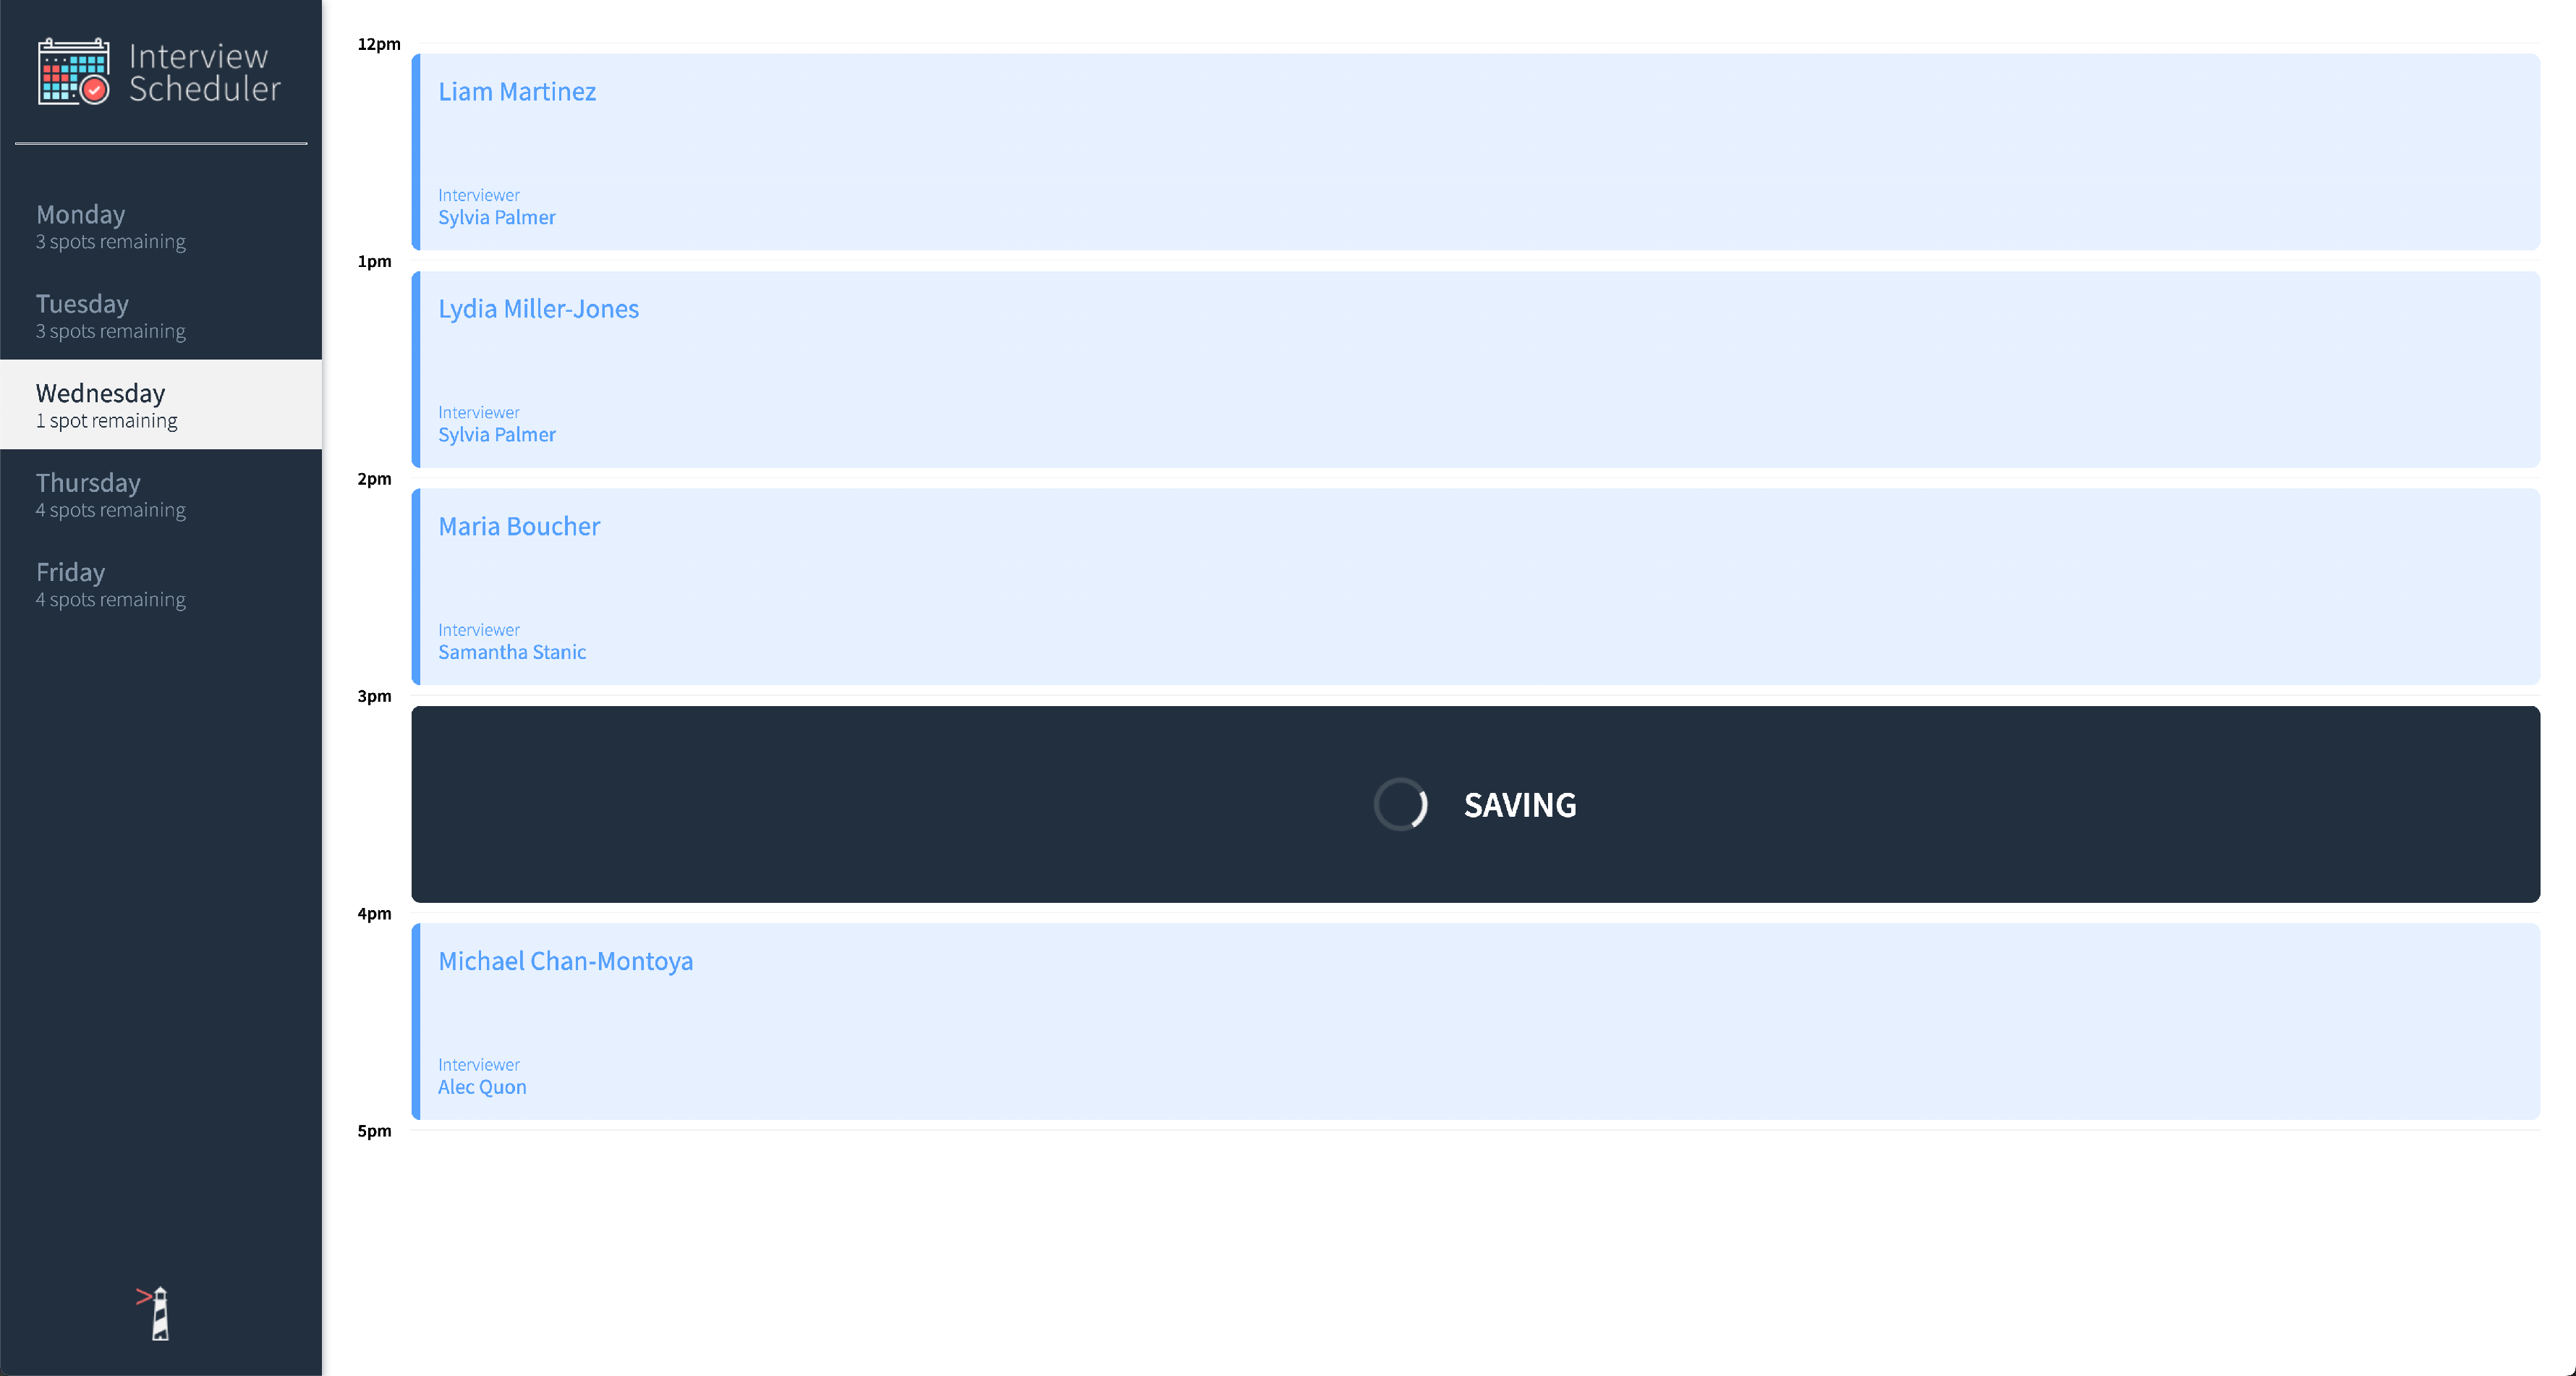 Interview
Scheduler
Monday
3 spots remaining
Tuesday
3 spots remaining
Wednesday
1 spot remaining
Thursday
4 spots remaining
Friday
4 spots remaining
12pm
Liam Martinez
Interviewer
Sylvia Palmer
1pm
Lydia Miller-Jones
Interviewer
Sylvia Palmer
2pm
Maria Boucher
Interviewer
Samantha Stanic
3pm
SAVING
4pm
Michael Chan-Montoya
Interviewer
Alec Quon
5pm